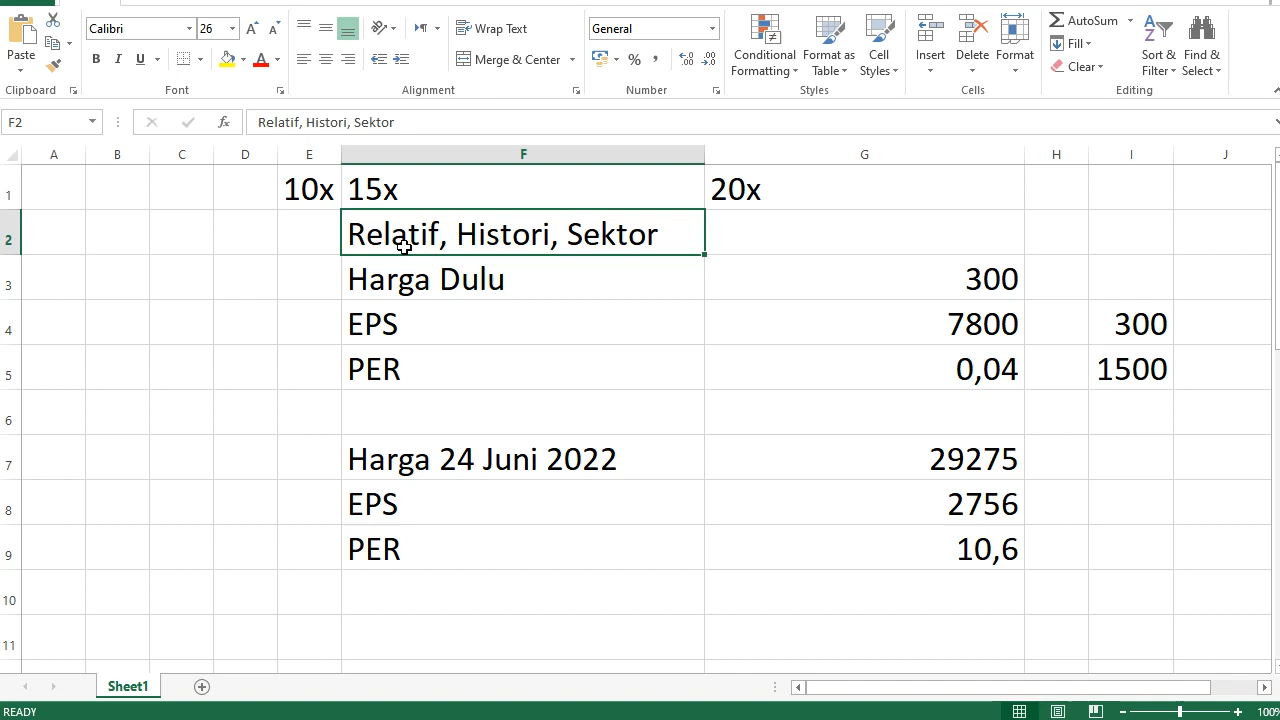 Calibri 26 A A Wrap Text General AutoSum
Paste B I U A Merge & Center % , Conditional Formatting Format as Table Cell Styles Insert Delete Format Fill Clear Sort & Filter Find & Select
Clipboard Font Alignment Number Styles Cells Editing
F2 fx Relatif, Histori, Sektor
A B C D E F G H I J
1 10x 15x 20x
2 Relatif, Histori, Sektor
3 Harga Dulu 300
4 EPS 7800 300
5 PER 0,04 1500
6
7 Harga 24 Juni 2022 29275
8 EPS 2756
9 PER 10,6
10
11
Sheet1
READY 100%